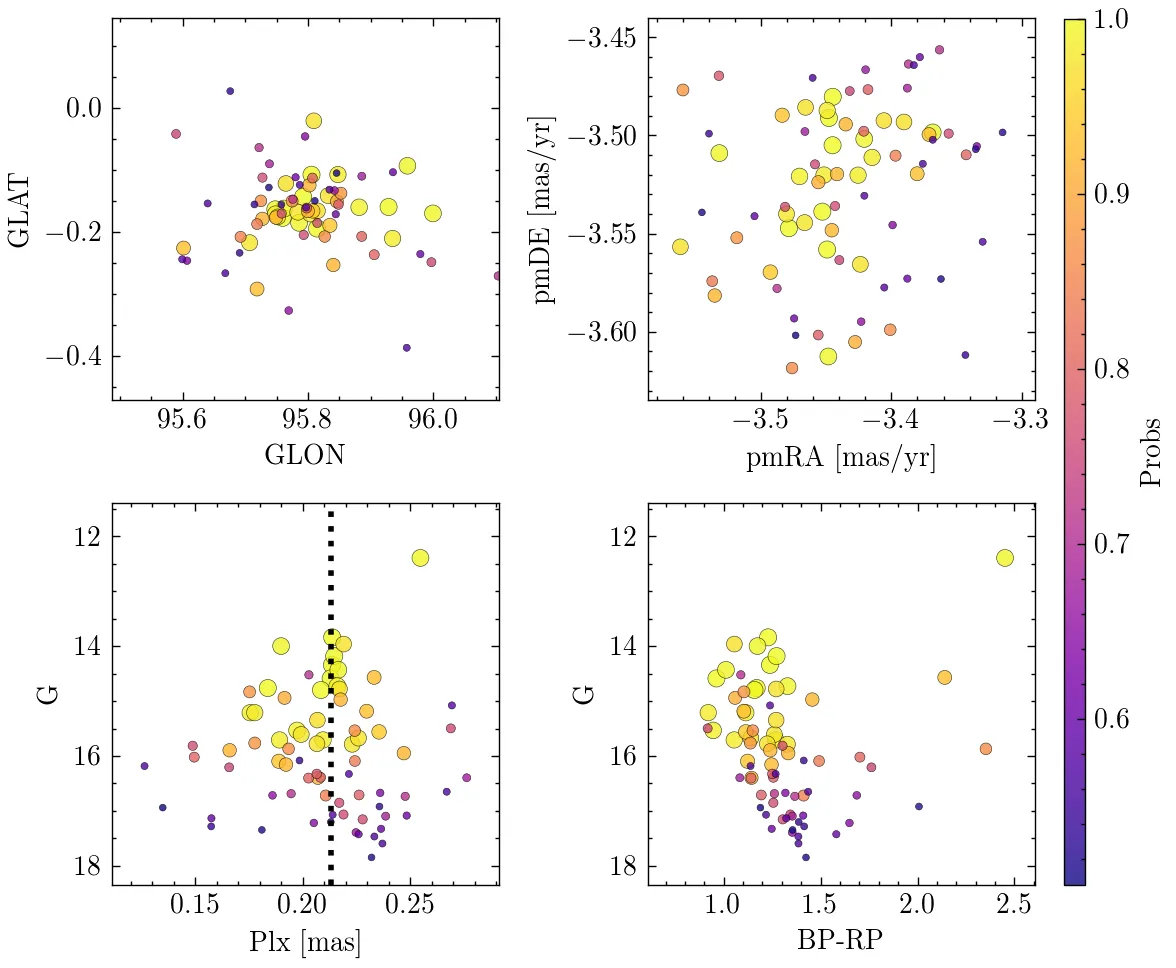 0.0
−0.2
−0.4
GLAT
95.6 95.8 96.0
GLON
−3.45
−3.50
−3.55
−3.60
pmDE [mas/yr]
−3.5 −3.4 −3.3
pmRA [mas/yr]
12
14
16
18
G
0.15 0.20 0.25
Plx [mas]
12
14
16
18
G
1.0 1.5 2.0 2.5
BP-RP
1.0
0.9
0.8
0.7
0.6
Probs